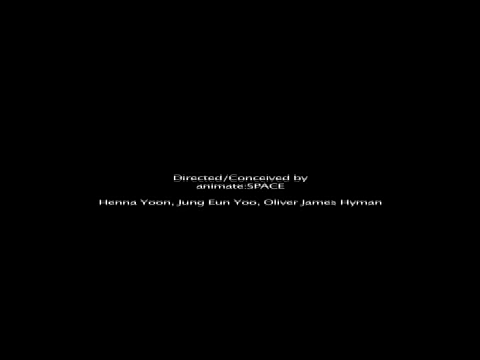 Directed/Conceived by
animate:SPACE
Henna Yoon, Jung Eun Yoo, Oliver James Hyman